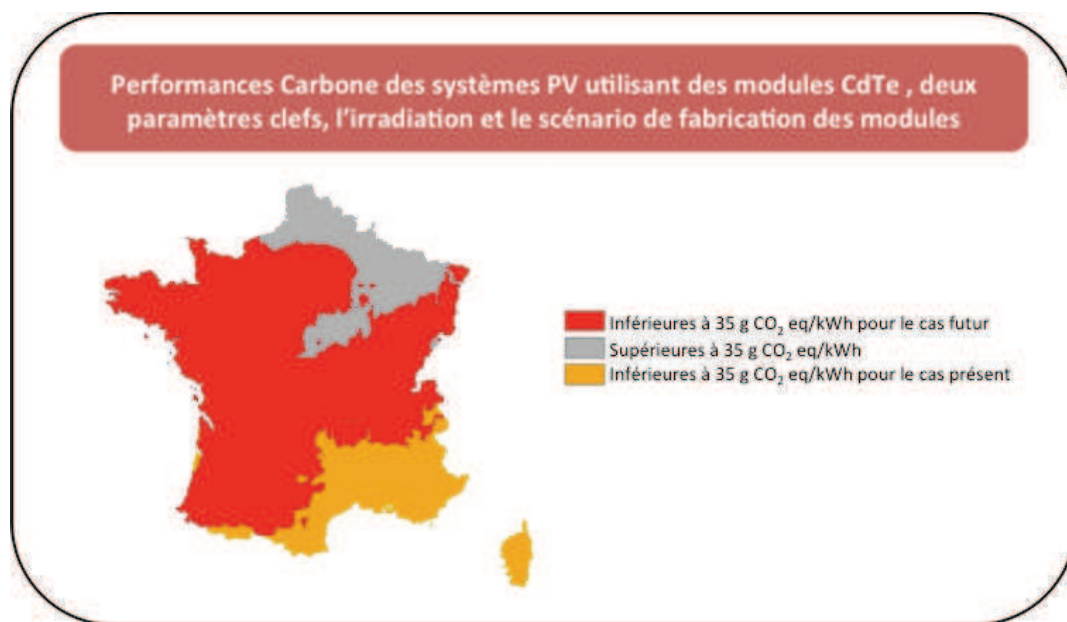 Performances Carbone des systèmes PV utilisant des modules CdTe , deux
paramètres clefs, l'irradiation et le scénario de fabrication des modules
Inférieures à 35 g CO₂ eq/kWh pour le cas futur
Supérieures à 35 g CO₂ eq/kWh
Inférieures à 35 g CO₂ eq/kWh pour le cas présent